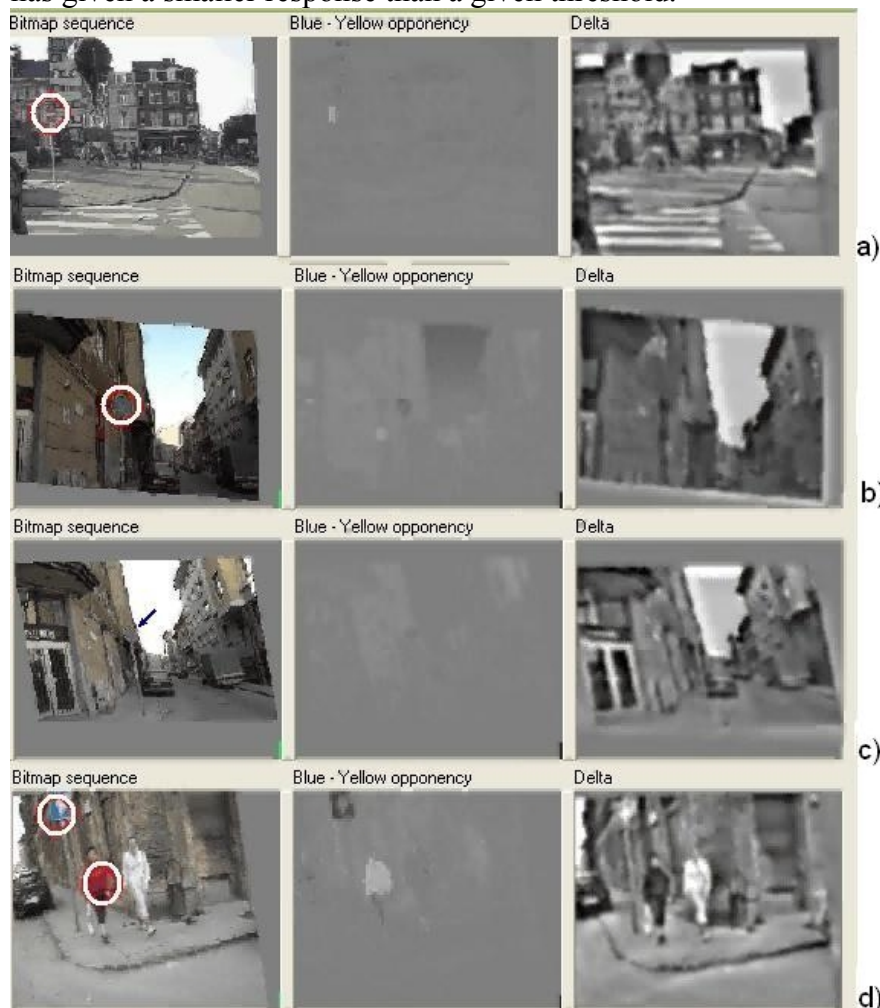 has given a smaller response than a given threshold.
Bitmap sequence Blue - Yellow opponency Delta
a)
Bitmap sequence Blue - Yellow opponency Delta
b)
Bitmap sequence Blue - Yellow opponency Delta
c)
Bitmap sequence Blue - Yellow opponency Delta
d)